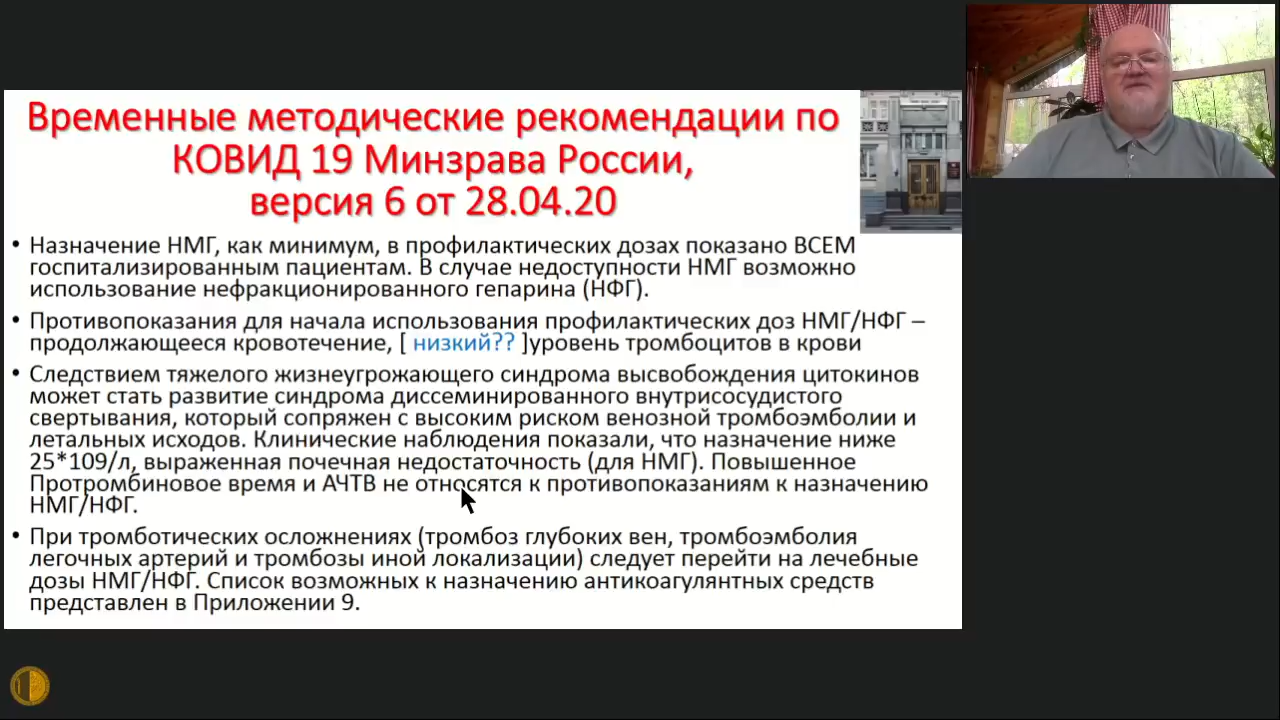 Временные методические рекомендации по
КОВИД 19 Минзрава России,
версия 6 от 28.04.20
• Назначение НМГ, как минимум, в профилактических дозах показано ВСЕМ
госпитализированным пациентам. В случае недоступности НМГ возможно
использование нефракционированного гепарина (НФГ).
• Противопоказания для начала использования профилактических доз НМГ/НФГ –
продолжающееся кровотечение, [ низкий?? ]уровень тромбоцитов в крови
• Следствием тяжелого жизнеугрожающего синдрома высвобождения цитокинов
может стать развитие синдрома диссеминированного внутрисосудистого
свертывания, который сопряжен с высоким риском венозной тромбоэмболии и
летальных исходов. Клинические наблюдения показали, что назначение ниже
25*109/л, выраженная почечная недостаточность (для НМГ). Повышенное
Протромбиновое время и АЧТВ не относятся к противопоказаниям к назначению
НМГ/НФГ.
• При тромботических осложнениях (тромбоз глубоких вен, тромбоэмболия
легочных артерий и тромбозы иной локализации) следует перейти на лечебные
дозы НМГ/НФГ. Список возможных к назначению антикоагулянтных средств
представлен в Приложении 9.